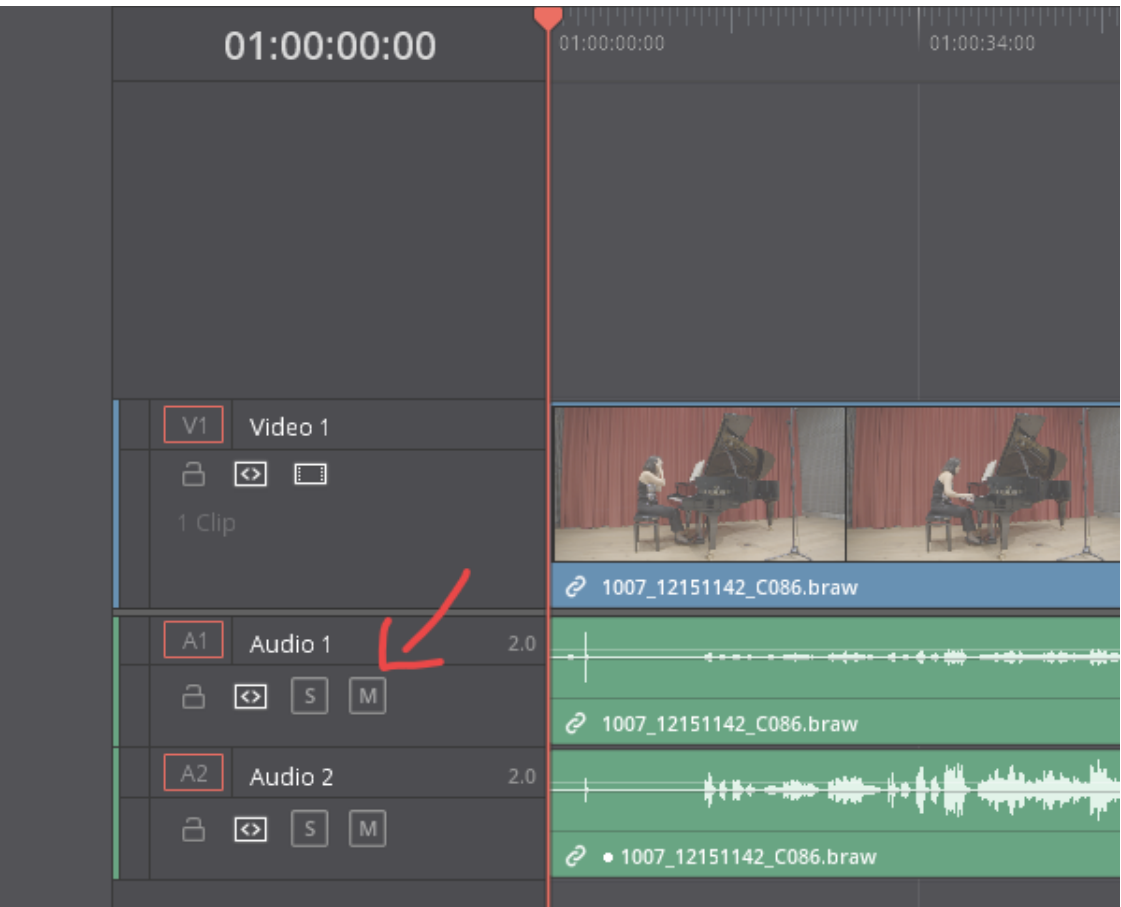 01:00:00:00
01:00:00:00 01:00:34:00
V1 Video 1
1 Clip
1007_12151142_C086.braw
A1 Audio 1 2.0
S M
1007_12151142_C086.braw
A2 Audio 2 2.0
S M
1007_12151142_C086.braw